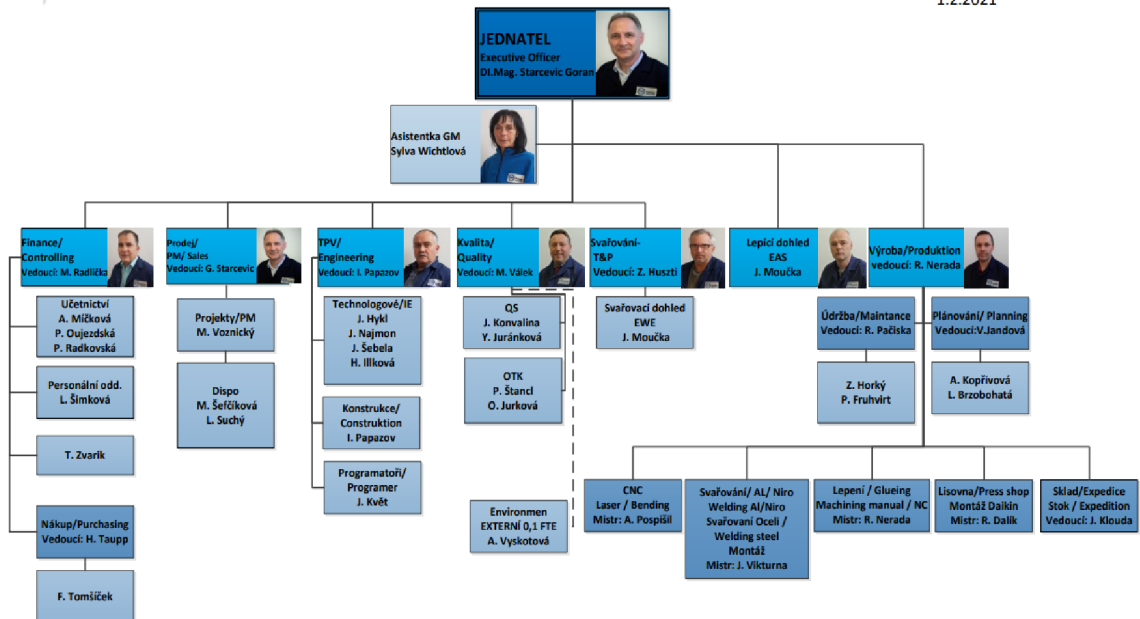 1.2.2021
JEDNATEL
Executive Officer
DI.Mag. Starcevic Goran
Asistentka GM
Sylva Wichtlová
Finance/
Controlling
Vedoucí: M. Radlička
Prodej/
PM/ Sales
Vedoucí: G. Starcevic
TPV/
Engineering
Vedoucí: I. Papazov
Kvalita/
Quality
Vedoucí: M. Válek
Svařování-
T&P
Vedoucí: Z. Huszti
Lepící dohled
EAS
J. Moučka
Výroba/Produktion
vedoucí: R. Nerada
Učetnictví
A. Míčková
P. Oujezdská
P. Radkovská
Personální odd.
L. Šimková
T. Zvarik
Nákup/Purchasing
Vedoucí: H. Taupp
F. Tomšíček
Projekty/PM
M. Voznický
Dispo
M. Šefčíková
L. Suchý
Technologové/IE
J. Hykl
J. Najmon
J. Šebela
H. Illková
Konstrukce/
Construktion
I. Papazov
Programatoři/
Programer
J. Květ
QS
J. Konvalina
Y. Juránková
OTK
P. Štancl
O. Jurková
Environmen
EXTERNÍ 0,1 FTE
A. Vyskotová
Svařovací dohled
EWE
J. Moučka
Údržba/Maintance
Vedoucí: R. Pačiska
Z. Horký
P. Fruhvirt
Plánování/ Planning
Vedoucí:V.Jandová
A. Kopřivová
L. Brzobohatá
CNC
Laser / Bending
Mistr: A. Pospíšil
Svařování/ AL/ Niro
Welding Al/Niro
Svařovaní Oceli /
Welding steel
Montáž
Mistr: J. Vikturna
Lepení / Glueing
Machining manual / NC
Mistr: R. Nerada
Lisovna/Press shop
Montáž Daikin
Mistr: R. Dalík
Sklad/Expedice
Stok / Expedition
Vedoucí: J. Klouda